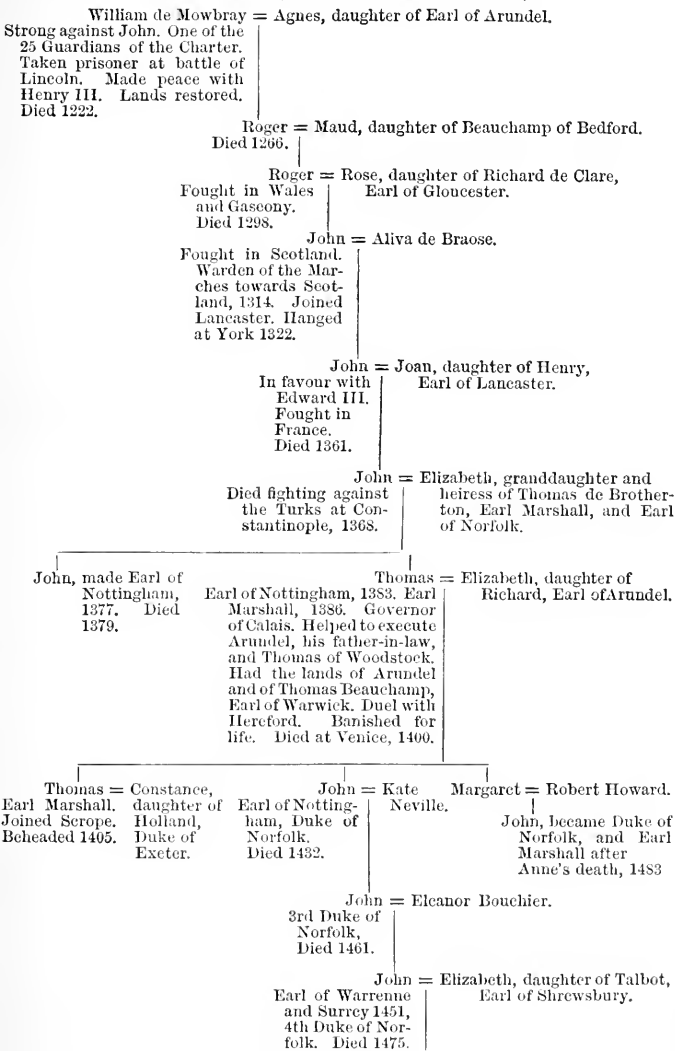 William de Mowbray = Agnes, daughter of Earl of Arundel.
Strong against John. One of the
25 Guardians of the Charter.
Taken prisoner at battle of
Lincoln. Made peace with
Henry III. Lands restored.
Died 1222.
Roger = Maud, daughter of Beauchamp of Bedford.
Died 1266.
Roger = Rose, daughter of Richard de Clare,
Fought in Wales
and Gascony.
Died 1298.
Earl of Gloucester.
John = Aliva de Braose.
Fought in Scotland.
Warden of the Mar-
ches towards Scot-
land, 1314. Joined
Lancaster. Hanged
at York 1322.
John = Joan, daughter of Henry,
In favour with
Edward III.
Fought in
France.
Died 1361.
Earl of Lancaster.
John = Elizabeth, granddaughter and
Died fighting against
the Turks at Con-
stantinople, 1368.
heiress of Thomas de Brother-
ton, Earl Marshall, and Earl
of Norfolk.
John, made Earl of
Nottingham,
1377. Died
1379.
Thomas = Elizabeth, daughter of
Richard, Earl of Arundel.
Earl of Nottingham, 1383. Earl
Marshall, 1386. Governor
of Calais. Helped to execute
Arundel, his father-in-law,
and Thomas of Woodstock.
Had the lands of Arundel
and of Thomas Beauchamp,
Earl of Warwick. Duel with
Hereford. Banished for
life. Died at Venice, 1400.
Thomas = Constance,
Earl Marshall.
Joined Scrope.
Beheaded 1405.
daughter of
Holland,
Duke of
Exeter.
John = Kate
Neville.
Earl of Notting-
ham, Duke of
Norfolk.
Died 1432.
Margaret = Robert Howard.
John, became Duke of
Norfolk, and Earl
Marshall after
Anne's death, 1483
John = Eleanor Bouchier.
3rd Duke of
Norfolk,
Died 1461.
John = Elizabeth, daughter of Talbot,
Earl of Shrewsbury.
Earl of Warrenne
and Surrey 1451,
4th Duke of Nor-
folk. Died 1475.